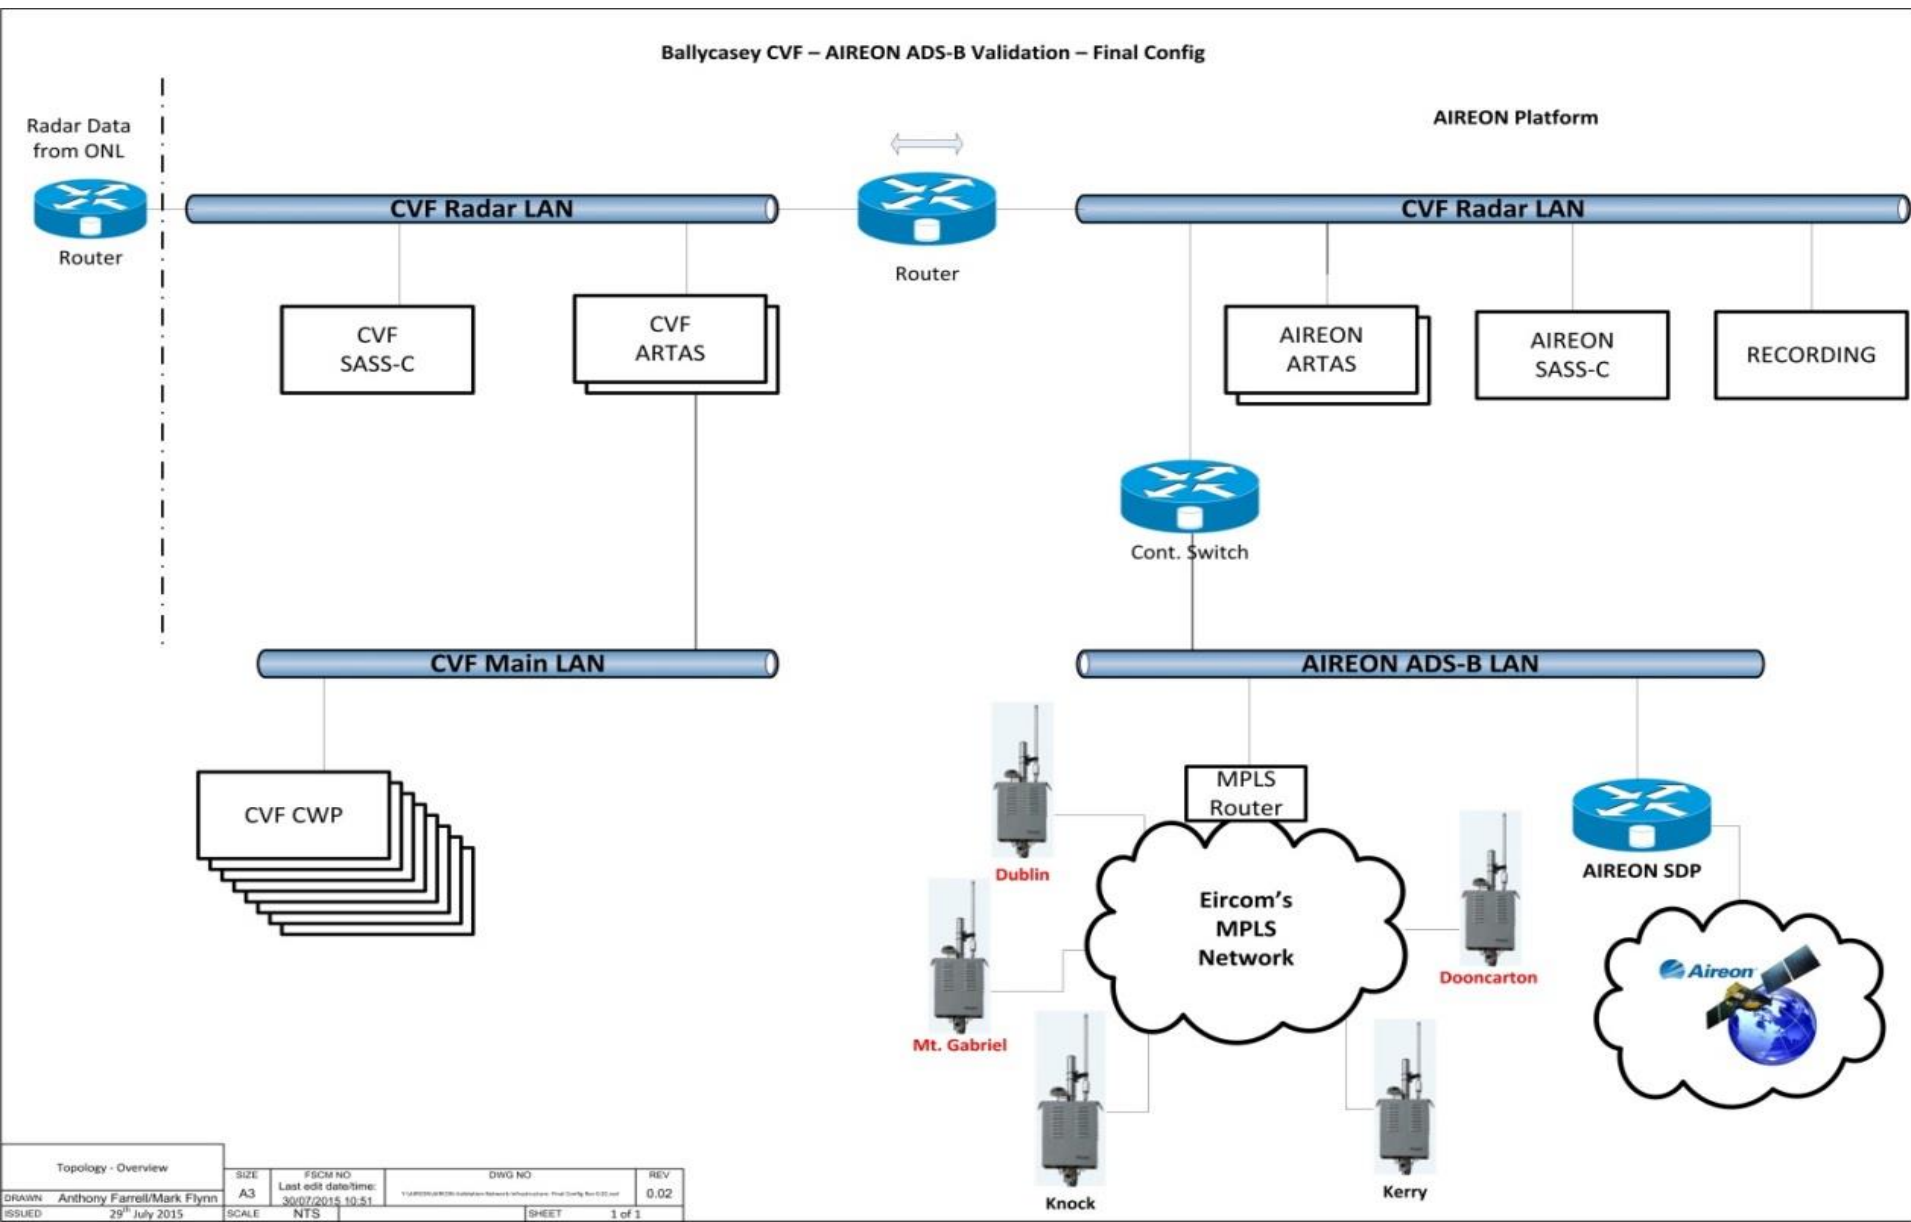 Ballycasey CVF – AIREON ADS-B Validation – Final Config
Radar Data
from ONL
Router
CVF Radar LAN
CVF
SASS-C
CVF
ARTAS
Router
AIREON Platform
CVF Radar LAN
AIREON
ARTAS
AIREON
SASS-C
RECORDING
Cont. Switch
CVF Main LAN
CVF CWP
AIREON ADS-B LAN
MPLS
Router
Dublin
Mt. Gabriel
Eircom's
MPLS
Network
Dooncarton
AIREON SDP
Aireon
Knock
Kerry
Topology - Overview
DRAWN Anthony Farrell/Mark Flynn
ISSUED 29th July 2015
SIZE
A3
FSCM NO
Last edit date/time:
30/07/2015 10:51
DWG NO
REV
0.02
SCALE NTS
SHEET 1 of 1